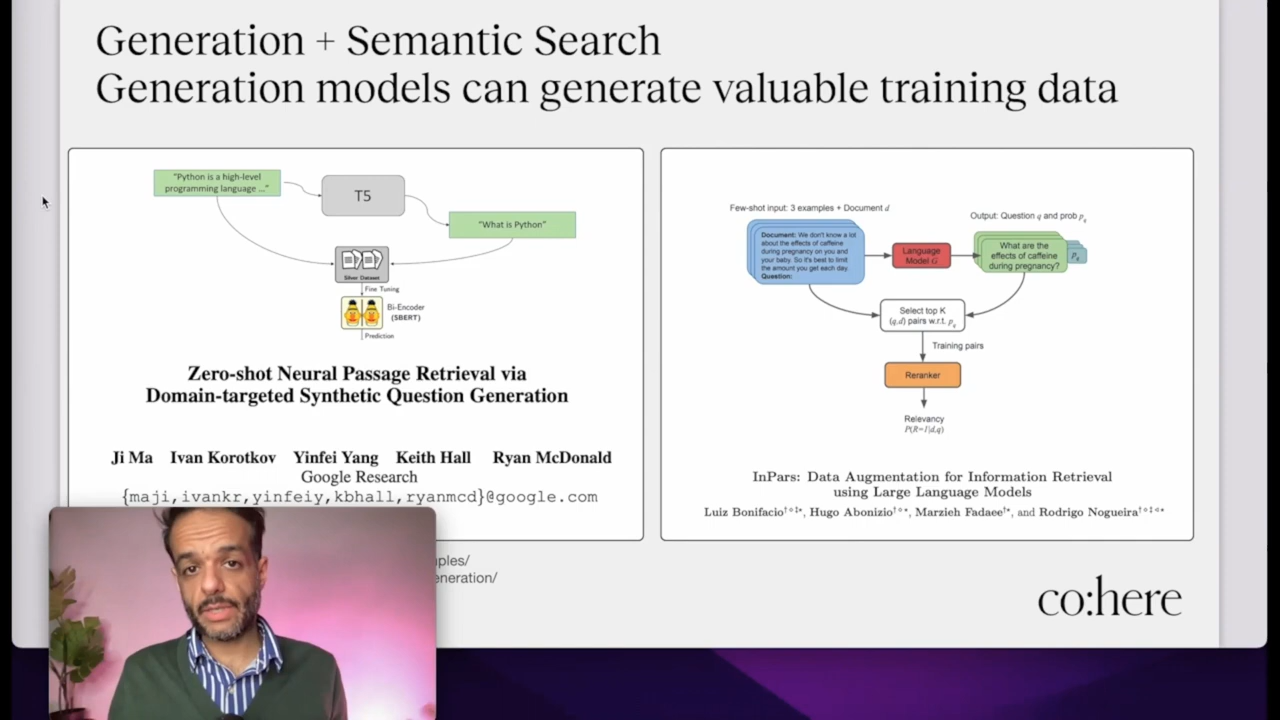 Generation + Semantic Search
Generation models can generate valuable training data
"Python is a high-level
programming language ..."
T5
"What is Python"
Silver Dataset
Fine Tuning
Bi-Encoder
(SBERT)
Prediction
Zero-shot Neural Passage Retrieval via
Domain-targeted Synthetic Question Generation
Ji Ma Ivan Korotkov Yinfei Yang Keith Hall Ryan McDonald
Google Research
{maji,ivankr,yinfeiy,kbhall,ryanmcd}@google.com
Few-shot input: 3 examples + Document d
Document: We don't know a lot
about the effects of caffeine
during pregnancy on you and
your baby. So it's best to limit
the amount you get each day.
Question:
Language
Model G
Output: Question q and prob pq
What are the
effects of caffeine
during pregnancy?
pq
Select top K
(q,d) pairs w.r.t. pq
Training pairs
Reranker
Relevancy
P(R=1|d,q)
InPars: Data Augmentation for Information Retrieval
using Large Language Models
Luiz Bonifacio, Hugo Abonizio, Marzieh Fadaee, and Rodrigo Nogueira
ples/
eneration/
co:here